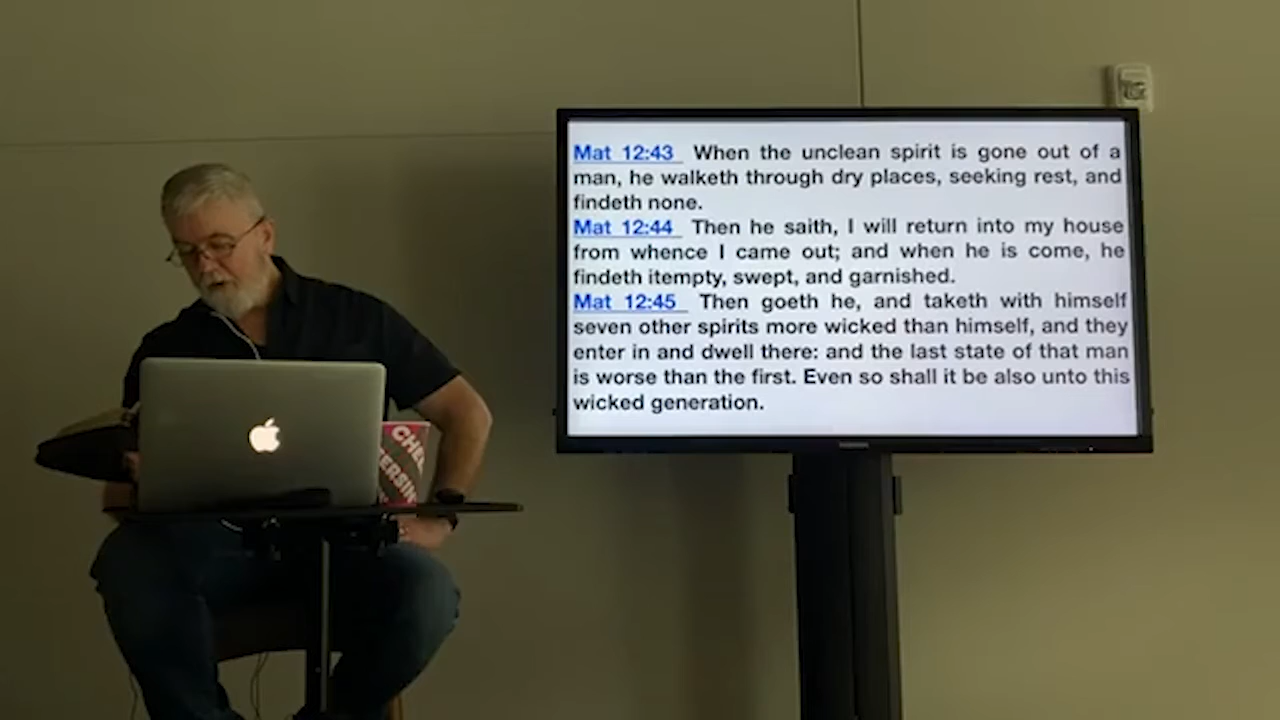 Mat 12:43 When the unclean spirit is gone out of a
man, he walketh through dry places, seeking rest, and
findeth none.
Mat 12:44 Then he saith, I will return into my house
from whence I came out; and when he is come, he
findeth itempty, swept, and garnished.
Mat 12:45 Then goeth he, and taketh with himself
seven other spirits more wicked than himself, and they
enter in and dwell there: and the last state of that man
is worse than the first. Even so shall it be also unto this
wicked generation.